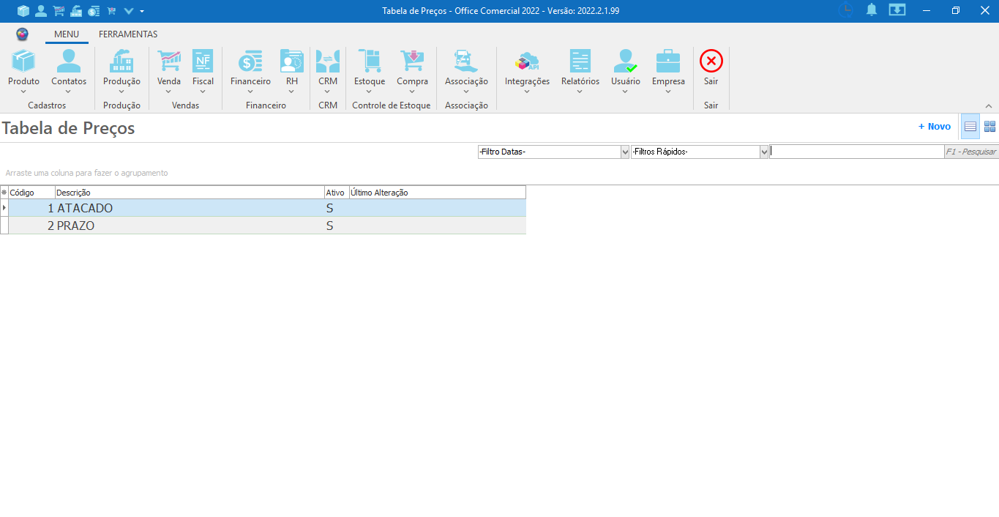 Tabela de Preços - Office Comercial 2022 - Versão: 2022.2.1.99
MENU FERRAMENTAS
Produto Contatos Produção Venda Fiscal Financeiro RH CRM Estoque Compra Associação Integrações Relatórios Usuário Empresa Sair
Cadastros Produção Vendas Financeiro CRM Controle de Estoque Associação Sair
Tabela de Preços + Novo
-Filtro Datas- -Filtros Rápidos- F1 - Pesquisar
Arraste uma coluna para fazer o agrupamento
Código Descrição Ativo Último Alteração
1 ATACADO S
2 PRAZO S